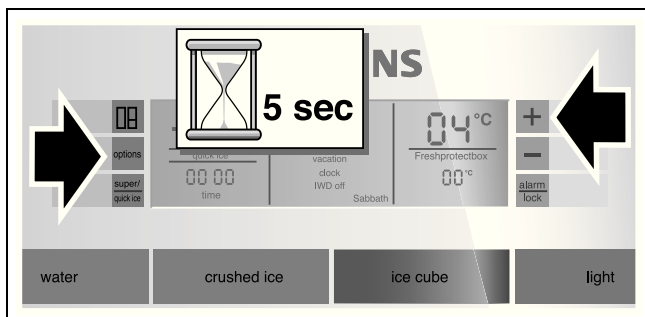 5 sec
NS
options
super/
quick ice
quick ice
00 00
time
vacation
clock
IWD off
Sabbath
04°C
Freshprotectbox
00°C
+
−
alarm
lock
water
crushed ice
ice cube
light